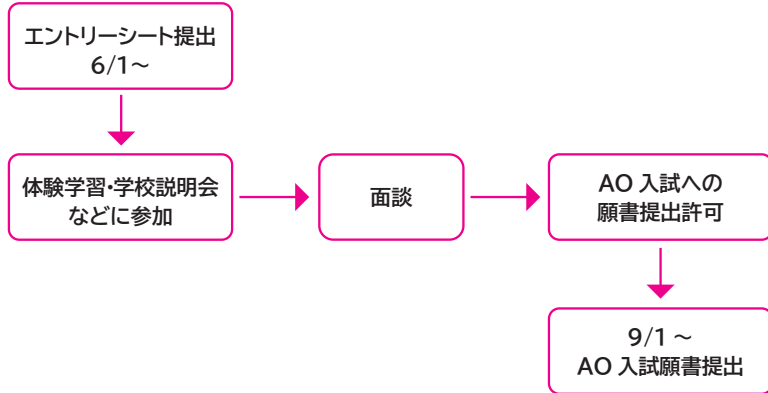 エントリーシート提出
6/1～
体験学習・学校説明会
などに参加
面談
AO 入試への
願書提出許可
9/1 ～
AO 入試願書提出